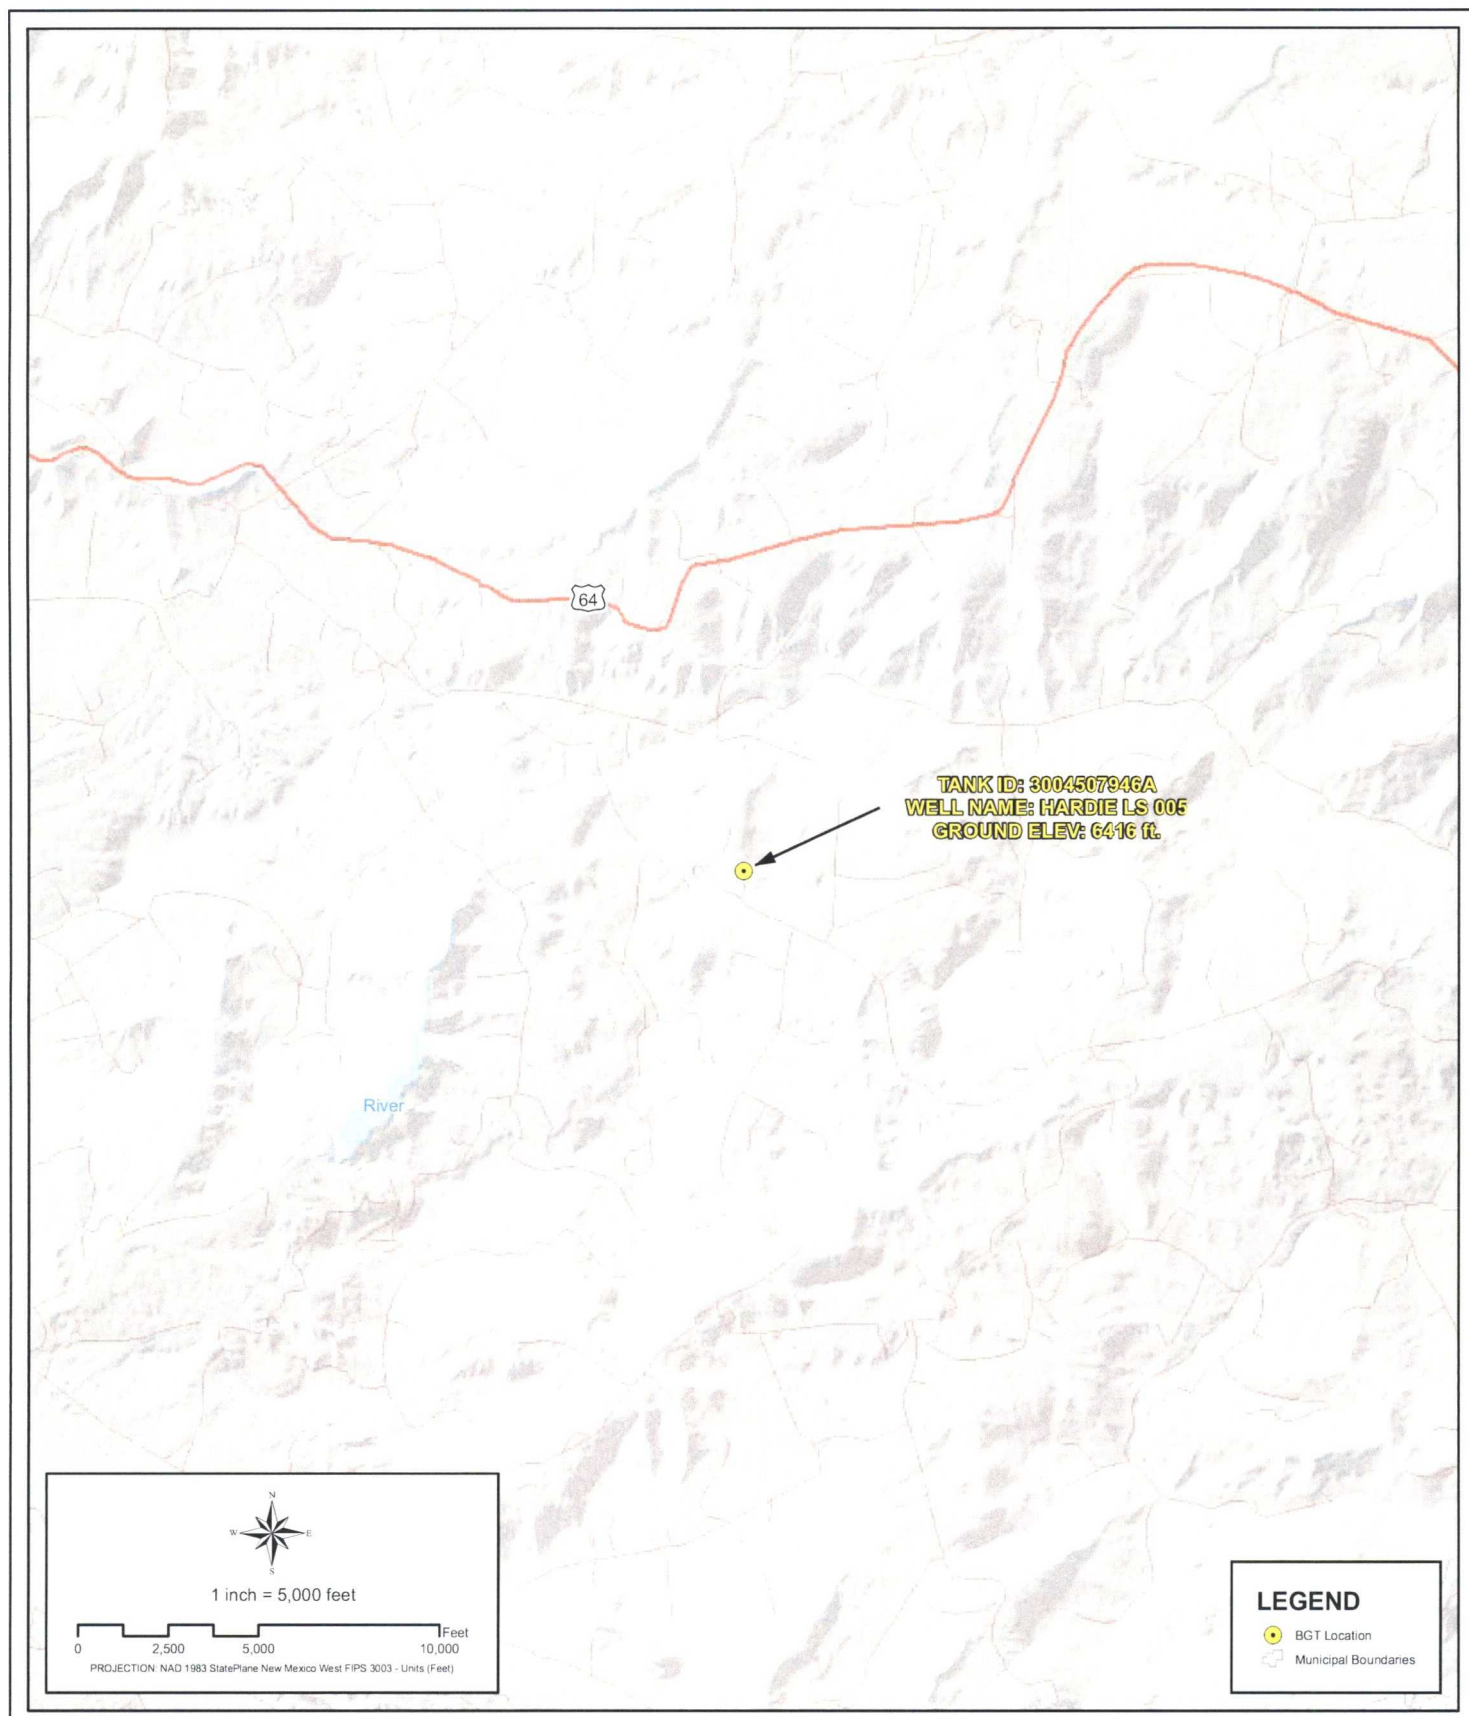 64
TANK ID: 3004507946A
WELL NAME: HARDIE LS 005
GROUND ELEV: 6416 ft.
River
N
W E
S
1 inch = 5,000 feet
Feet
0 2,500 5,000 10,000
PROJECTION: NAD 1983 StatePlane New Mexico West FIPS 3003 - Units (Feet)
LEGEND
BGT Location
Municipal Boundaries